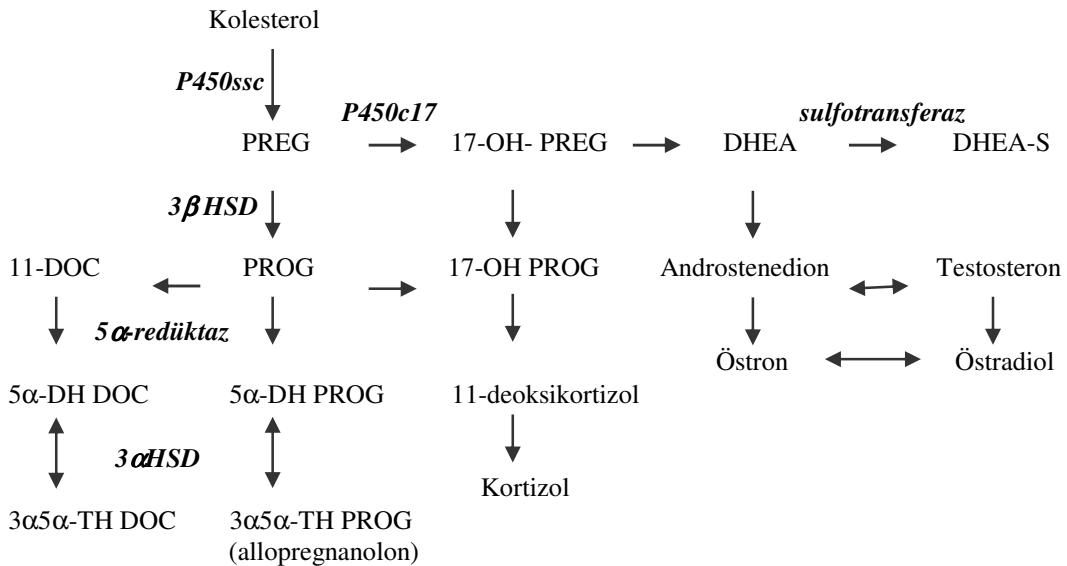 Kolesterol
P450ssc
P450c17
sulfotransferaz
PREG
17-OH- PREG
DHEA
DHEA-S
3βHSD
11-DOC
PROG
17-OH PROG
Androstenedion
Testosteron
5α-redüktaz
Östron
Östradiol
5α-DH DOC
5α-DH PROG
11-deoksikortizol
3αHSD
Kortizol
3α5α-TH DOC
3α5α-TH PROG
(allopregnanolon)